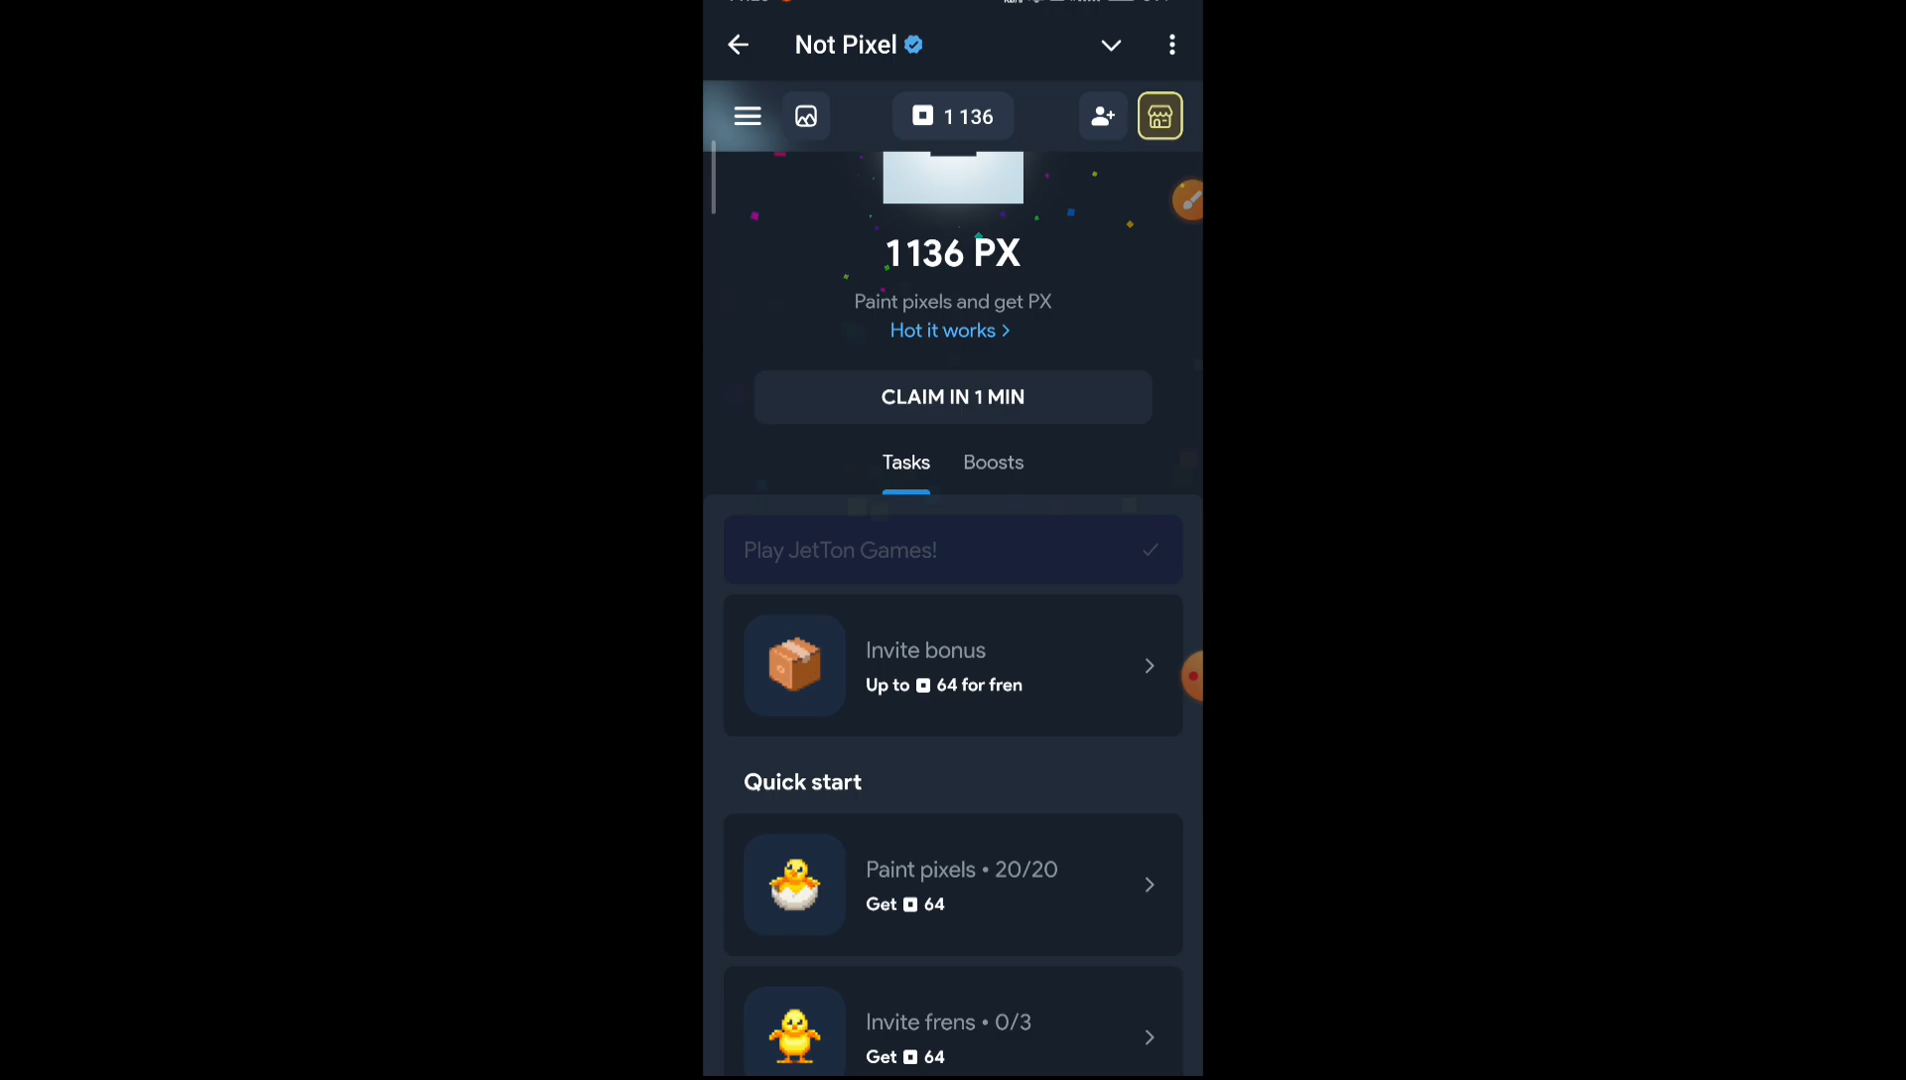 Not Pixel
1 136
1 136 PX
Paint pixels and get PX
Hot it works >
CLAIM IN 1 MIN
Tasks Boosts
Play JetTon Games!
Invite bonus
Up to 64 for fren
Quick start
Paint pixels • 20/20
Get 64
Invite frens • 0/3
Get 64